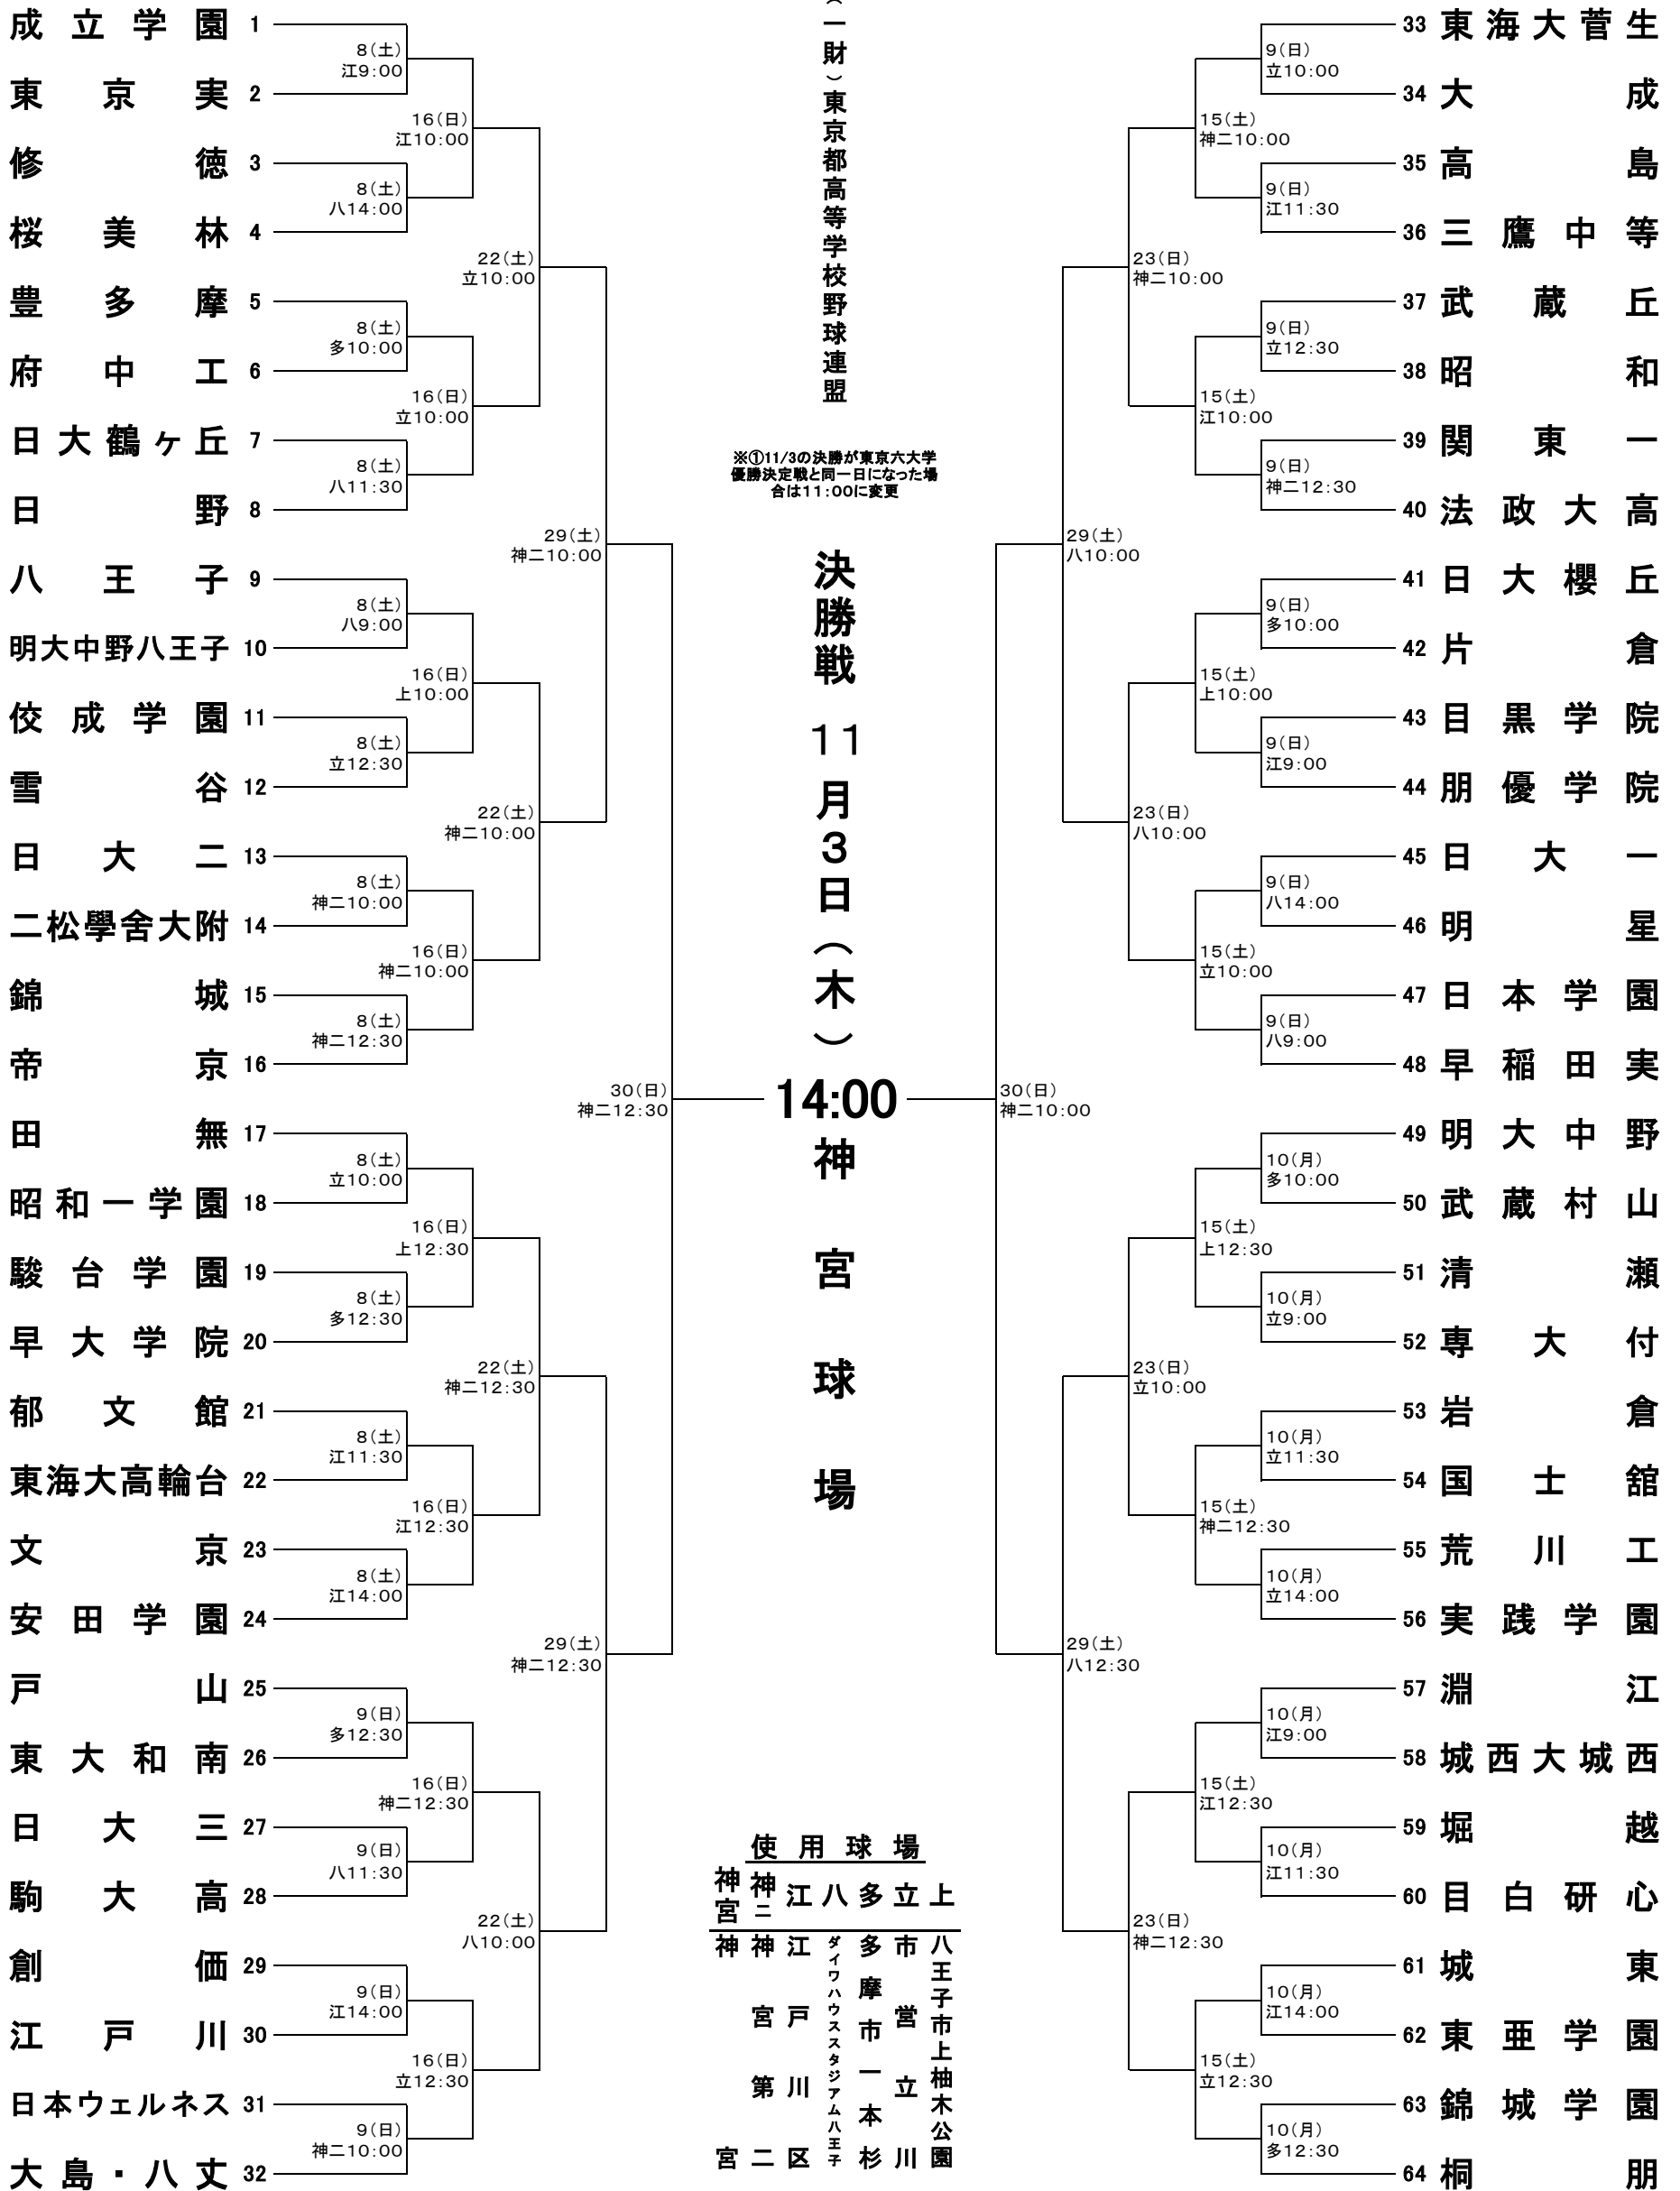 成立学園 1
8(土)
江9:00
東京実 2
16(日)
江10:00
修徳 3
8(土)
八14:00
桜美林 4
22(土)
立10:00
豊多摩 5
8(土)
多10:00
府中工 6
16(日)
立10:00
日大鶴ヶ丘 7
8(土)
八11:30
日野 8
29(土)
神二10:00
八王子 9
8(土)
八9:00
明大中野八王子 10
16(日)
上10:00
佼成学園 11
8(土)
立12:30
雪谷 12
22(土)
神二10:00
日大二 13
8(土)
神二10:00
二松學舍大附 14
16(日)
神二10:00
錦城 15
8(土)
神二12:30
帝京 16
30(日)
神二12:30
田無 17
8(土)
立10:00
昭和一学園 18
16(日)
上12:30
駿台学園 19
8(土)
多12:30
早大学院 20
22(土)
神二12:30
郁文館 21
8(土)
江11:30
東海大高輪台 22
16(日)
江12:30
文京 23
8(土)
江14:00
安田学園 24
29(土)
神二12:30
戸山 25
9(日)
多12:30
東大和南 26
16(日)
神二12:30
日大三 27
9(日)
八11:30
駒大高 28
22(土)
八10:00
創価 29
9(日)
江14:00
江戸川 30
16(日)
立12:30
日本ウェルネス 31
9(日)
神二10:00
大島・八丈 32
(一財)東京都高等学校野球連盟
※①11/3の決勝が東京六大学
優勝決定戦と同一日になった場
合は11:00に変更
決勝戦 11月3日(木)
14:00
神宮球場
使用球場
神宮 神二 江 八 多 立 上
神宮
神宮第二
江戸川区
ダイワハウススタジアム八王子
多摩市一本杉
市営立川
八王子市上柚木公園
33 東海大菅生
9(日)
立10:00
34 大成
15(土)
神二10:00
35 高島
9(日)
江11:30
36 三鷹中等
23(日)
神二10:00
37 武蔵丘
9(日)
立12:30
38 昭和
15(土)
江10:00
39 関東一
9(日)
神二12:30
40 法政大高
29(土)
八10:00
41 日大櫻丘
9(日)
多10:00
42 片倉
15(土)
上10:00
43 目黒学院
9(日)
江9:00
44 朋優学院
23(日)
八10:00
45 日大一
9(日)
八14:00
46 明星
15(土)
立10:00
47 日本学園
9(日)
八9:00
48 早稲田実
30(日)
神二10:00
49 明大中野
10(月)
多10:00
50 武蔵村山
15(土)
上12:30
51 清瀬
10(月)
立9:00
52 専大付
23(日)
立10:00
53 岩倉
10(月)
立11:30
54 国士舘
15(土)
神二12:30
55 荒川工
10(月)
立14:00
56 実践学園
29(土)
八12:30
57 淵江
10(月)
江9:00
58 城西大城西
15(土)
江12:30
59 堀越
10(月)
江11:30
60 目白研心
23(日)
神二12:30
61 城東
10(月)
江14:00
62 東亜学園
15(土)
立12:30
63 錦城学園
10(月)
多12:30
64 桐朋